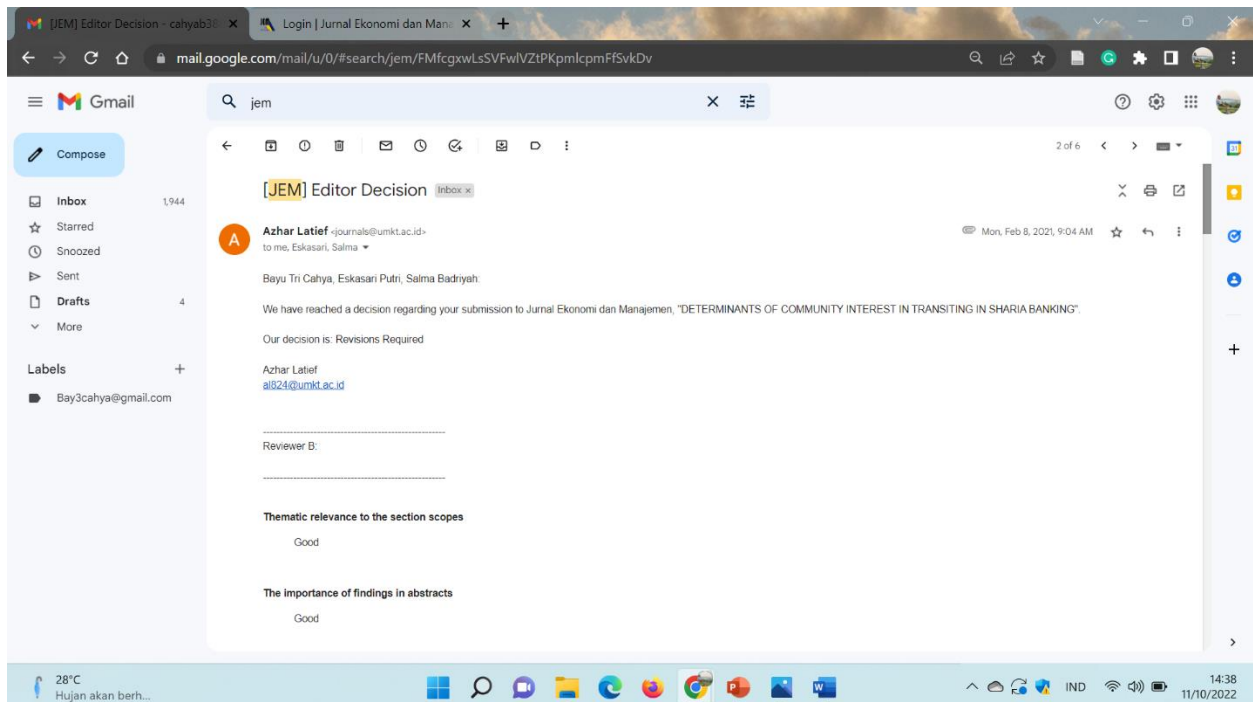 [JEM] Editor Decision - cahyab38
Login | Jurnal Ekonomi dan Mana
mail.google.com/mail/u/0/#search/jem/FMfcgxwLsSVFwlVZtPKpmlcpmFfSvkDv
Gmail
jem
Compose
2 of 6
Inbox 1,944
Starred
Snoozed
Sent
Drafts 4
More
Labels
Bay3cahya@gmail.com
[JEM] Editor Decision Inbox x
A
Azhar Latief <journals@umkt.ac.id>
Mon, Feb 8, 2021, 9:04 AM
to me, Eskasari, Salma
Bayu Tri Cahya, Eskasari Putri, Salma Badriyah:
We have reached a decision regarding your submission to Jurnal Ekonomi dan Manajemen, "DETERMINANTS OF COMMUNITY INTEREST IN TRANSITING IN SHARIA BANKING".
Our decision is: Revisions Required
Azhar Latief
al824@umkt.ac.id
------------------------------------------------------
Reviewer B:
------------------------------------------------------
Thematic relevance to the section scopes
Good
The importance of findings in abstracts
Good
28°C
Hujan akan berh...
IND
14:38
11/10/2022